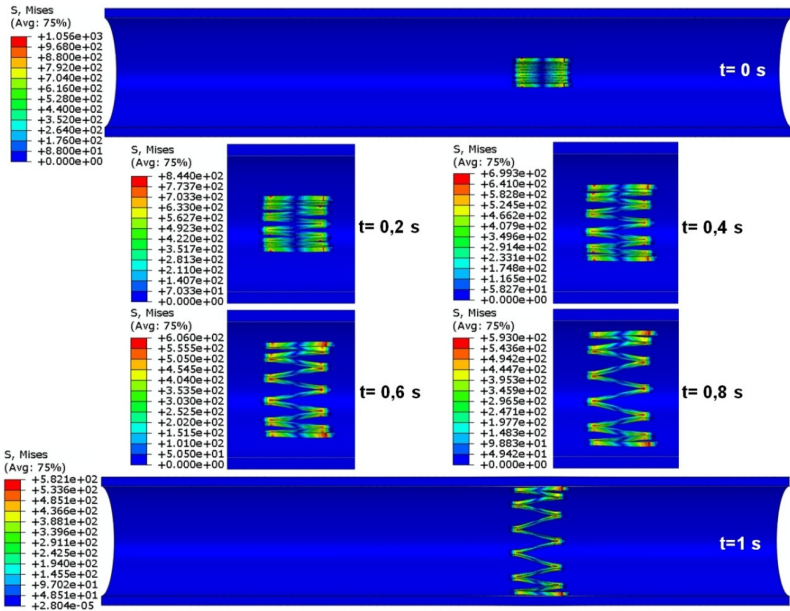 S, Mises
(Avg: 75%)
+1.056e+03
+9.680e+02
+8.800e+02
+7.920e+02
+7.040e+02
+6.160e+02
+5.280e+02
+4.400e+02
+3.520e+02
+2.640e+02
+1.760e+02
+8.800e+01
+0.000e+00
t= 0 s
S, Mises
(Avg: 75%)
+8.440e+02
+7.737e+02
+7.033e+02
+6.330e+02
+5.627e+02
+4.923e+02
+4.220e+02
+3.517e+02
+2.813e+02
+2.110e+02
+1.407e+02
+7.033e+01
+0.000e+00
t= 0,2 s
S, Mises
(Avg: 75%)
+6.993e+02
+6.410e+02
+5.828e+02
+5.245e+02
+4.662e+02
+4.079e+02
+3.496e+02
+2.914e+02
+2.331e+02
+1.748e+02
+1.165e+02
+5.827e+01
+0.000e+00
t= 0,4 s
S, Mises
(Avg: 75%)
+6.060e+02
+5.555e+02
+5.050e+02
+4.545e+02
+4.040e+02
+3.535e+02
+3.030e+02
+2.525e+02
+2.020e+02
+1.515e+02
+1.010e+02
+5.050e+01
+0.000e+00
t= 0,6 s
S, Mises
(Avg: 75%)
+5.930e+02
+5.436e+02
+4.942e+02
+4.447e+02
+3.953e+02
+3.459e+02
+2.965e+02
+2.471e+02
+1.977e+02
+1.483e+02
+9.883e+01
+4.942e+01
+0.000e+00
t= 0,8 s
S, Mises
(Avg: 75%)
+5.821e+02
+5.336e+02
+4.851e+02
+4.366e+02
+3.881e+02
+3.396e+02
+2.911e+02
+2.425e+02
+1.940e+02
+1.455e+02
+9.702e+01
+4.851e+01
+2.804e-05
t=1 s